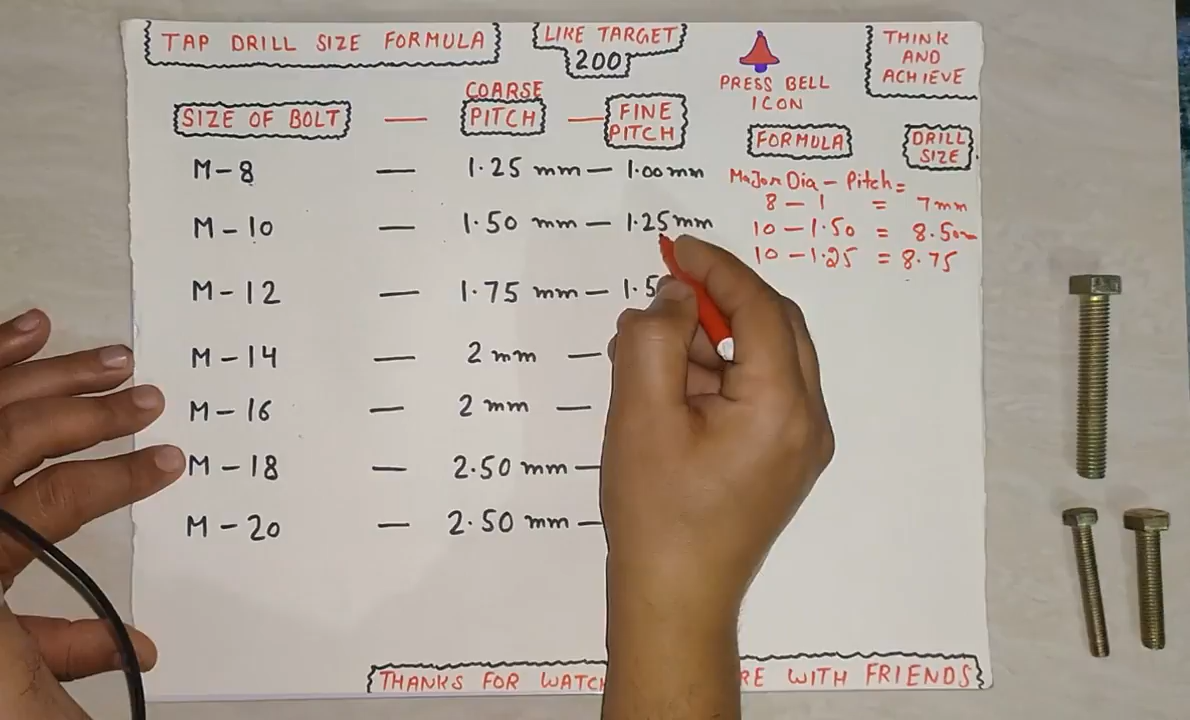 TAP DRILL SIZE FORMULA
LIKE TARGET
200
PRESS BELL
ICON
THINK
AND
ACHIEVE
SIZE OF BOLT — COARSE PITCH — FINE PITCH
FORMULA
DRILL
SIZE
M-8 — 1.25 mm — 1.00 mm
M-10 — 1.50 mm — 1.25 mm
M-12 — 1.75 mm — 1.5
M-14 — 2 mm —
M-16 — 2 mm —
M-18 — 2.50 mm —
M-20 — 2.50 mm —
Major Dia - Pitch =
8 - 1 = 7mm
10 - 1.50 = 8.50m
10 - 1.25 = 8.75
THANKS FOR WATCH
RE WITH FRIENDS